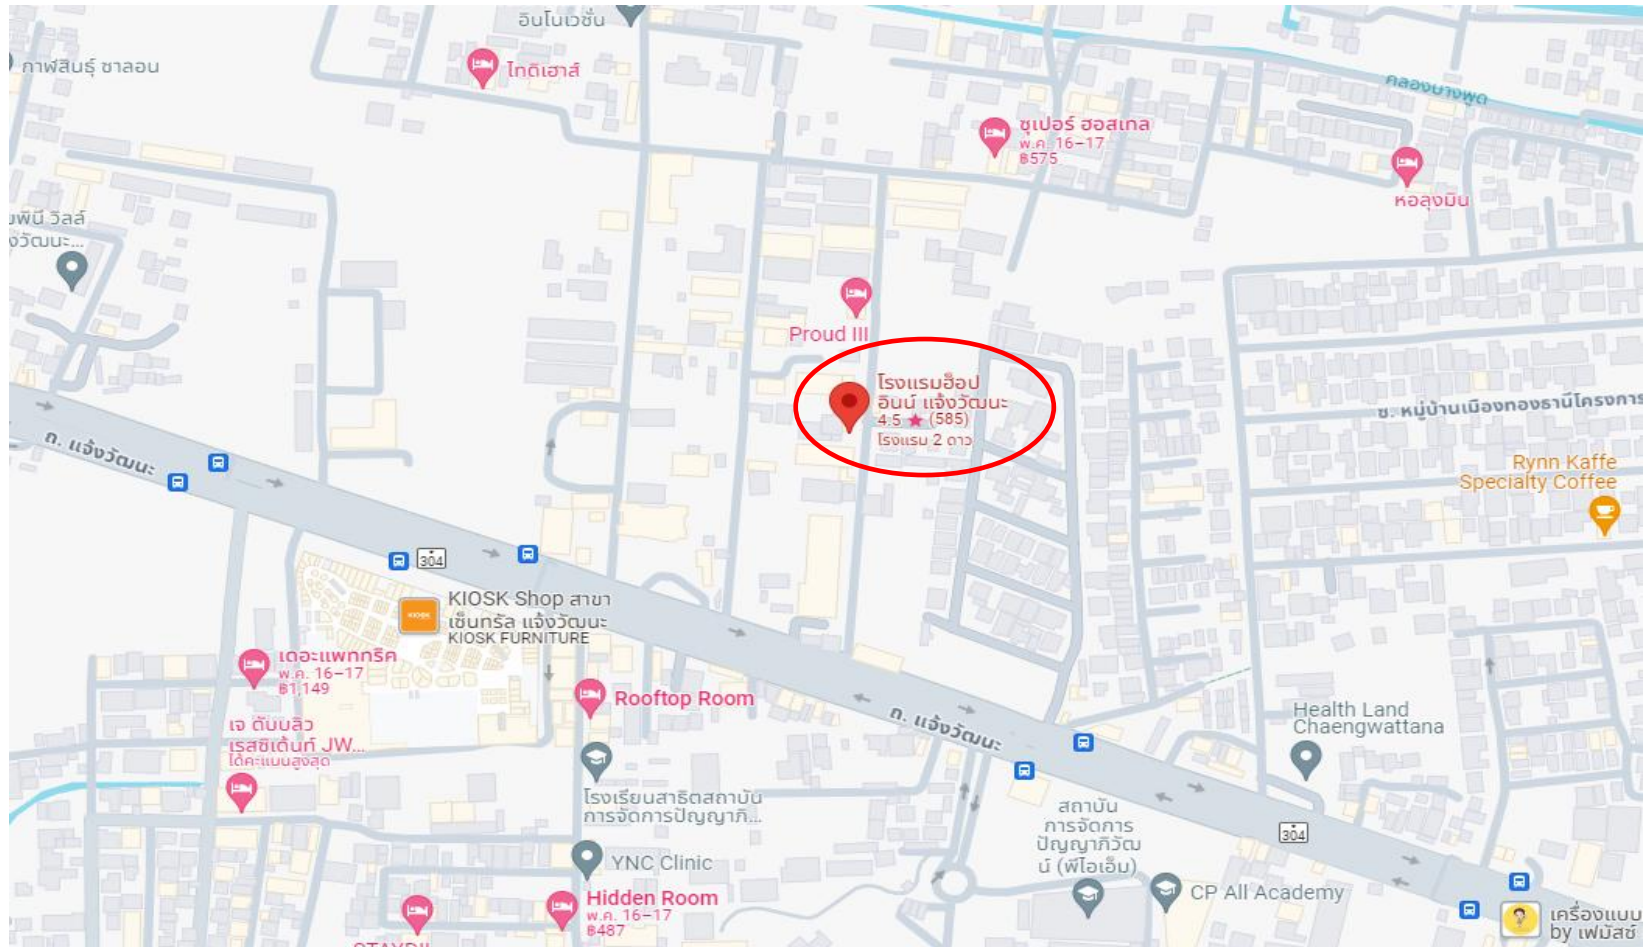 อินโนเวชั่น
กาฬสินธุ์ ซาลอน
ไทดิเฮาส์
คลองบางพูด
ซุเปอร์ ฮอสเทล
พ.ค. 16–17
฿575
หอลุงมิน
วิลล์
Proud III
โรงแรมฮ็อป
อินน์ แจ้งวัฒนะ
4.5 ★ (585)
โรงแรม 2 ดาว
ซ. หมู่บ้านเมืองทองธานีโครงการ
ถ. แจ้งวัฒนะ
Rynn Kaffe
Specialty Coffee
304
KIOSK Shop สาขา
เซ็นทรัล แจ้งวัฒนะ
KIOSK FURNITURE
เดอะแพททริค
พ.ค. 16–17
฿1,149
Rooftop Room
เจ ดับบลิว
เรสซิเด้นท์ JW...
ได้คะแนนสูงสุด
ถ. แจ้งวัฒนะ
Health Land
Chaengwattana
โรงเรียนสาธิตสถาบัน
การจัดการปัญญาภิ...
สถาบัน
การจัดการ
ปัญญาภิวัฒ
น์ (พีไอเอ็ม)
304
YNC Clinic
CP All Academy
Hidden Room
พ.ค. 16–17
฿487
เครื่องแบบ
by เฟมัสซ์